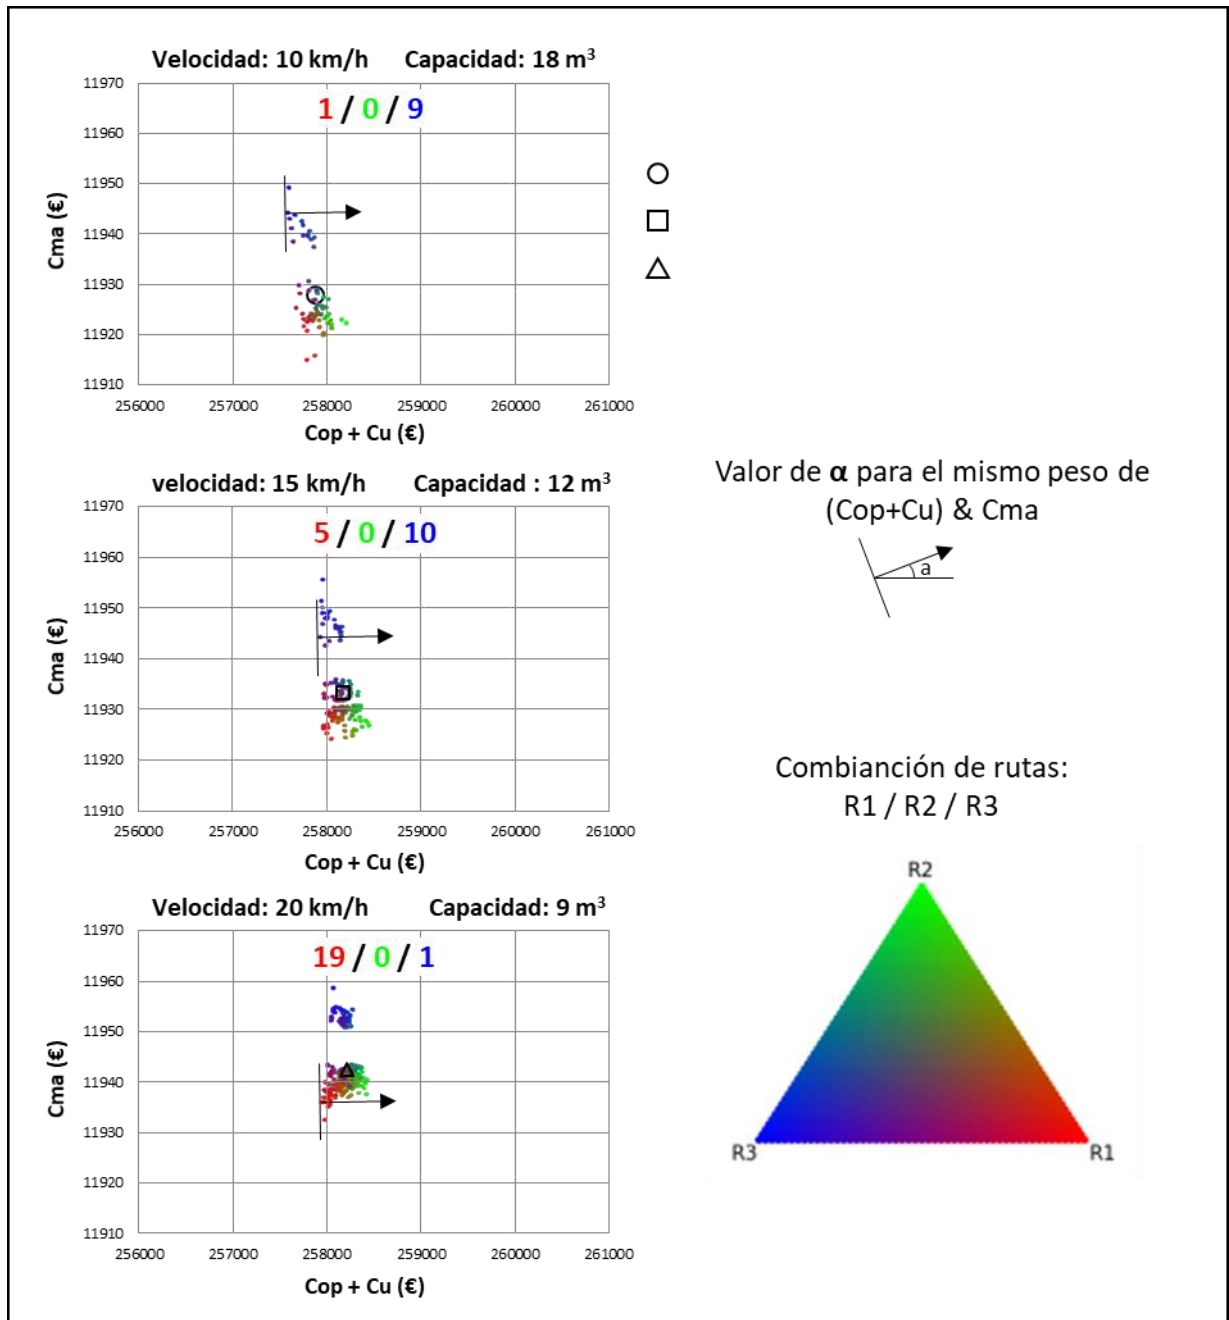 Velocidad: 10 km/h Capacidad: 18 m³
11970
1 / 0 / 9
11960
11950
11940
11930
11920
11910
Cma (€)
256000 257000 258000 259000 260000 261000
Cop + Cu (€)
velocidad: 15 km/h Capacidad : 12 m³
11970
5 / 0 / 10
11960
11950
11940
11930
11920
11910
Cma (€)
256000 257000 258000 259000 260000 261000
Cop + Cu (€)
Velocidad: 20 km/h Capacidad: 9 m³
11970
19 / 0 / 1
11960
11950
11940
11930
11920
11910
Cma (€)
256000 257000 258000 259000 260000 261000
Cop + Cu (€)
Valor de α para el mismo peso de
(Cop+Cu) & Cma
a
Combianción de rutas:
R1 / R2 / R3
R2
R3 R1